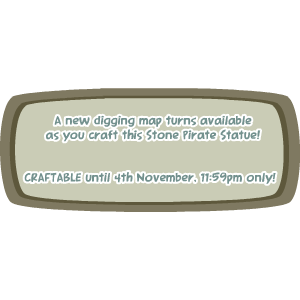 A new digging map turns available
as you craft this Stone Pirate Statue!
CRAFTABLE until 4th November, 11:59pm only!